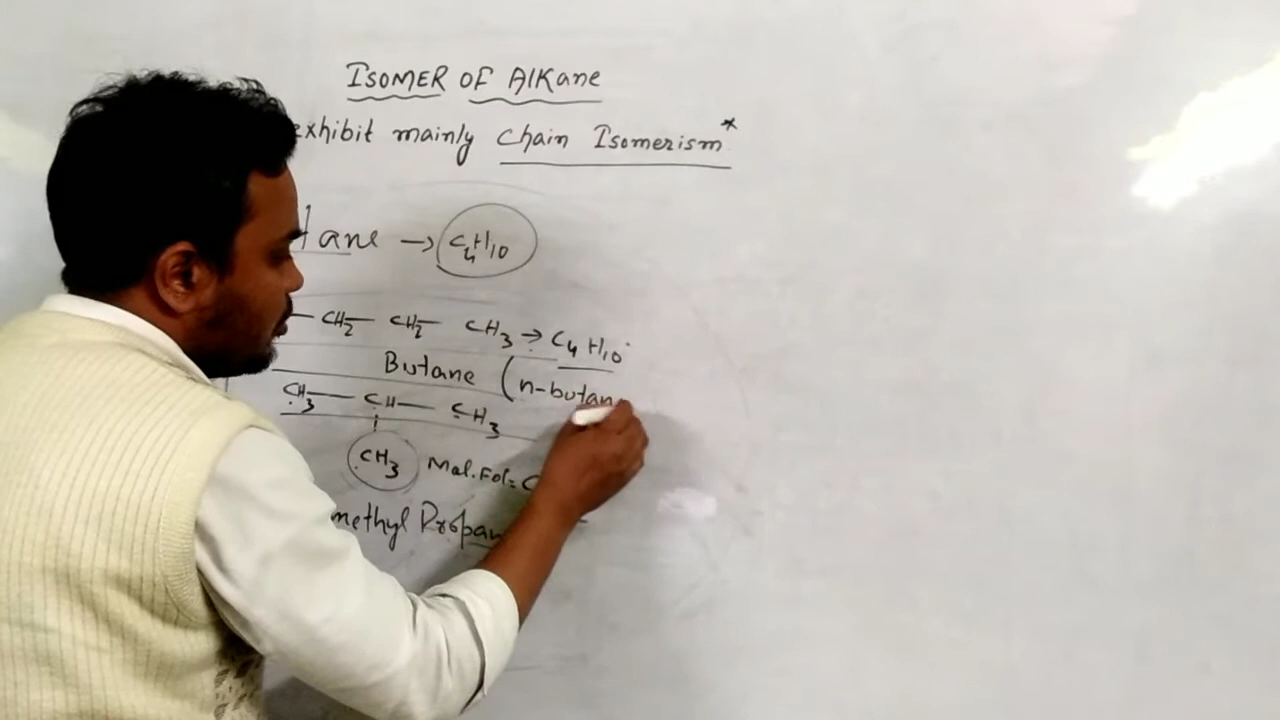 ISOMER OF Alkane
exhibit mainly Chain Isomerism*
tane → C4H10
— CH2 — CH2 — CH3 → C4H10
Butane (n-butan
CH3 — CH — CH3
CH3 Mol.Fol = C
methyl Propan